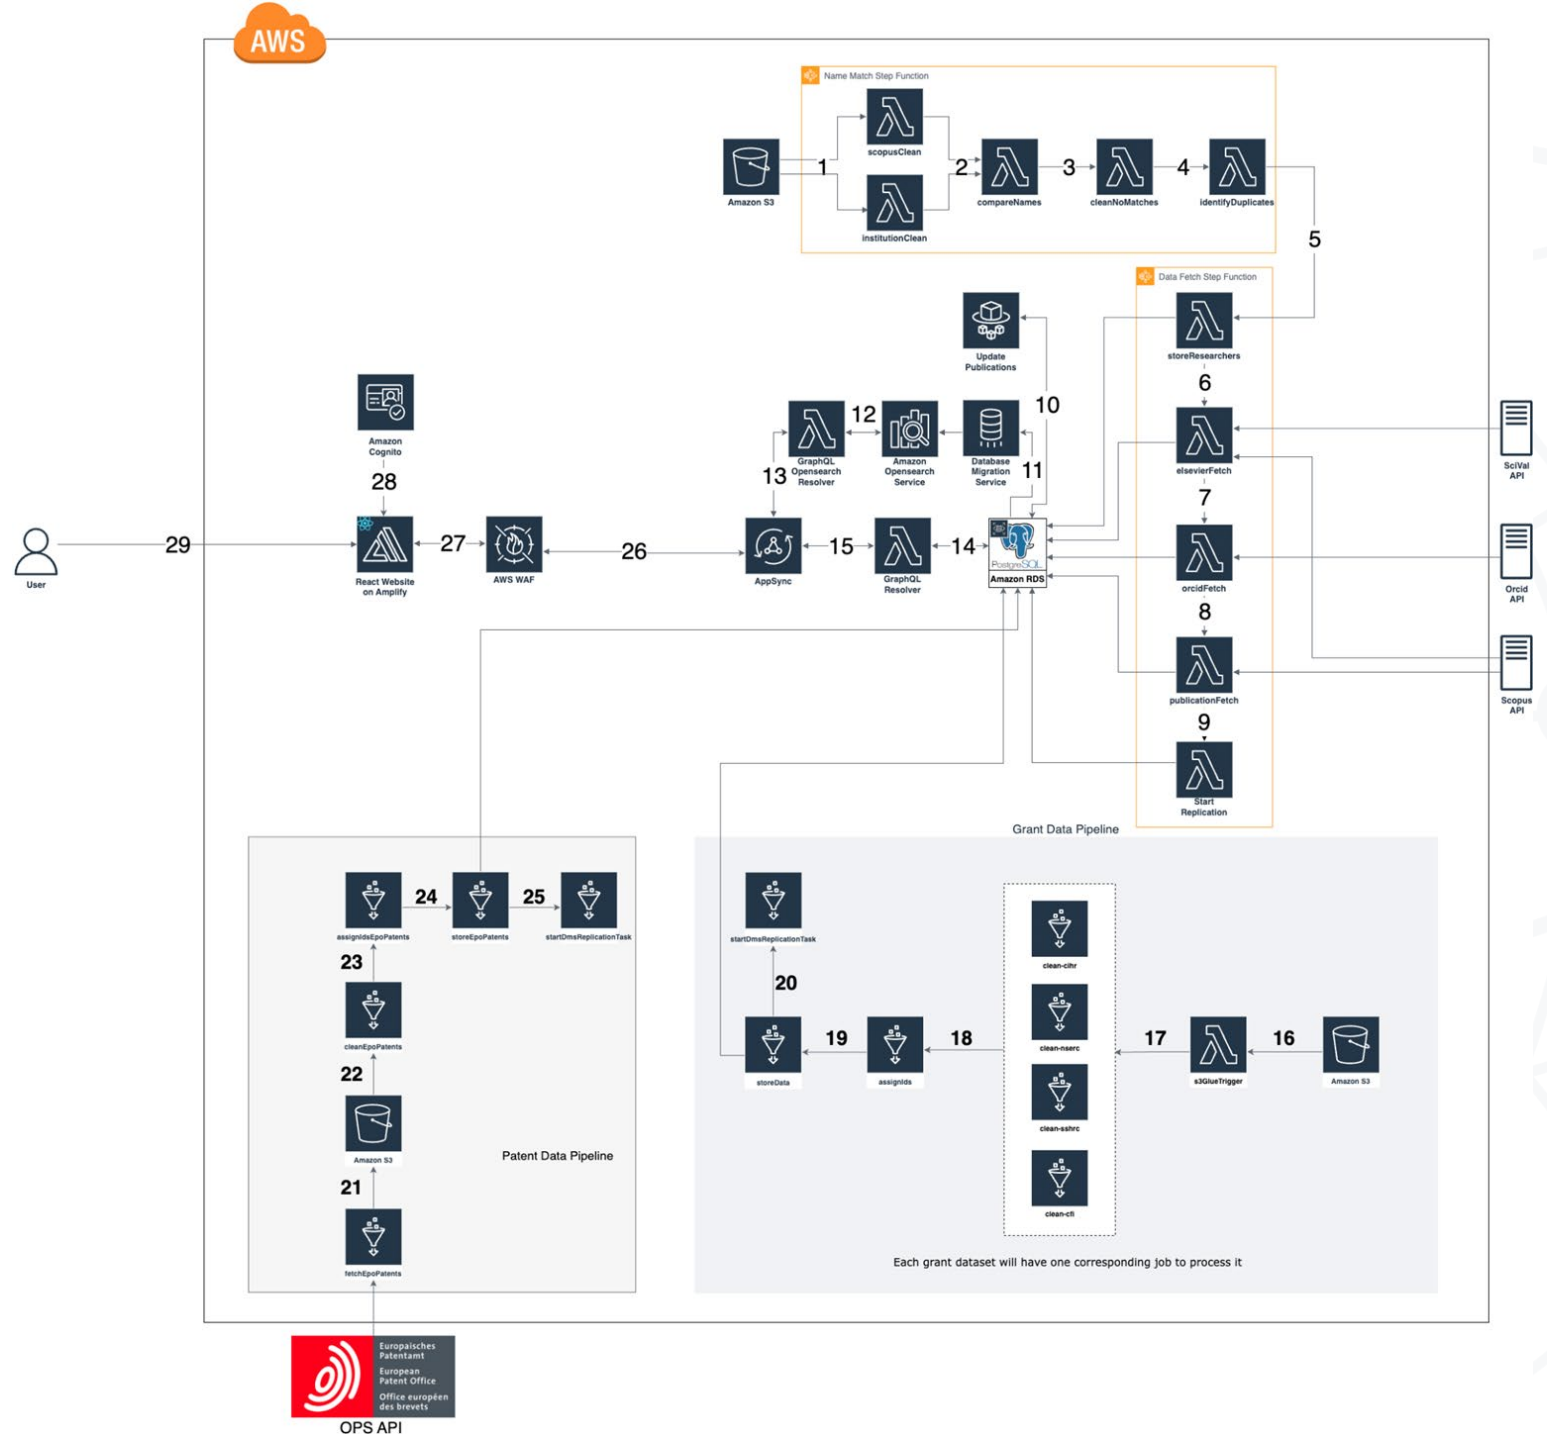 AWS
Name Match Step Function
scopusClean
1
2
3
4
Amazon S3
compareNames
cleanNoMatches
identifyDuplicates
institutionClean
5
Data Fetch Step Function
storeResearchers
Update
Publications
6
10
Amazon
Cognito
28
12
GraphQL
Opensearch
Resolver
Amazon
Opensearch
Service
Database
Migration
Service
13
11
elsevierFetch
SciVal
API
7
29
User
React Website
on Amplify
27
AWS WAF
26
AppSync
15
GraphQL
Resolver
14
PostgreSQL
Amazon RDS
orcidFetch
Orcid
API
8
publicationFetch
Scopus
API
9
Start
Replication
Grant Data Pipeline
assignIdsEpoPatents
24
storeEpoPatents
25
startDmsReplicationTask
23
cleanEpoPatents
22
Amazon S3
21
Patent Data Pipeline
fetchEpoPatents
startDmsReplicationTask
20
storeData
19
assignIds
18
clean-cihr
clean-nserc
clean-sshrc
clean-cfi
17
s3GlueTrigger
16
Amazon S3
Each grant dataset will have one corresponding job to process it
Europäisches
Patentamt
European
Patent Office
Office européen
des brevets
OPS API